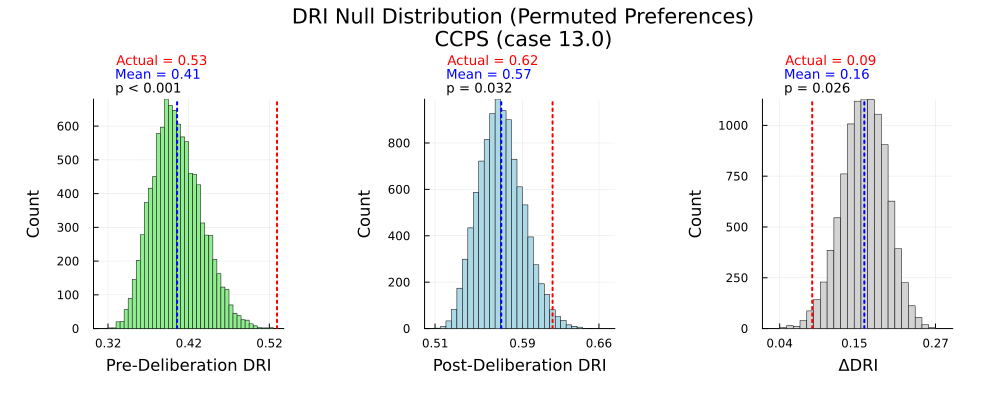 DRI Null Distribution (Permuted Preferences)
CCPS (case 13.0)
Actual = 0.53
Mean = 0.41
p < 0.001
Count
600
500
400
300
200
100
0
0.32
0.42
0.52
Pre-Deliberation DRI
Actual = 0.62
Mean = 0.57
p = 0.032
Count
800
600
400
200
0
0.51
0.59
0.66
Post-Deliberation DRI
Actual = 0.09
Mean = 0.16
p = 0.026
Count
1000
750
500
250
0
0.04
0.15
0.27
ΔDRI